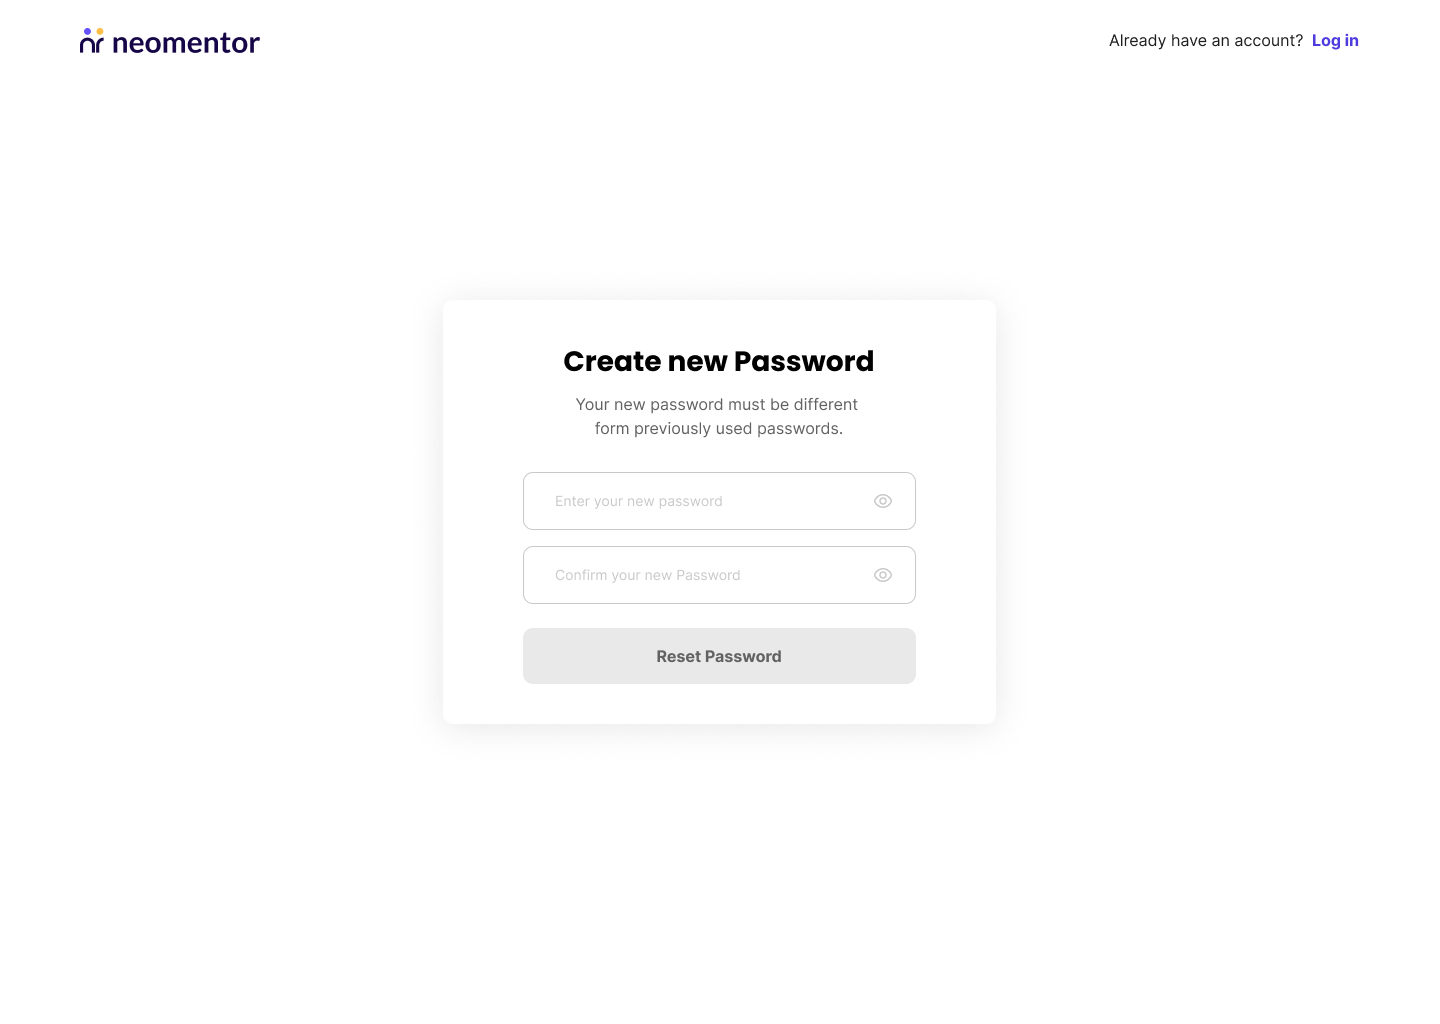 neomentor
Already have an account? Log in
Create new Password
Your new password must be different
form previously used passwords.
Enter your new password
Confirm your new Password
Reset Password